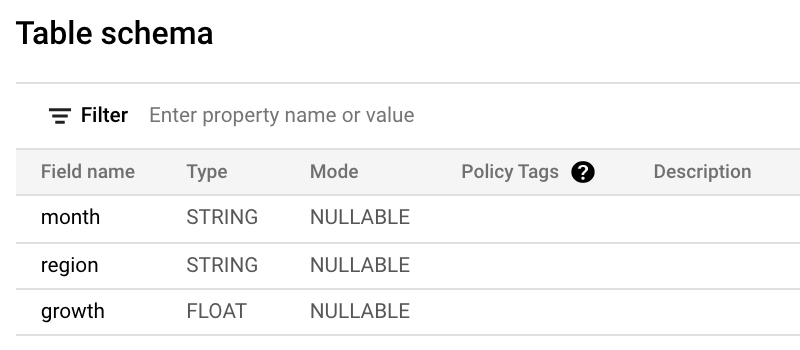 Table schema
Filter Enter property name or value
Field name Type Mode Policy Tags ? Description
month STRING NULLABLE
region STRING NULLABLE
growth FLOAT NULLABLE